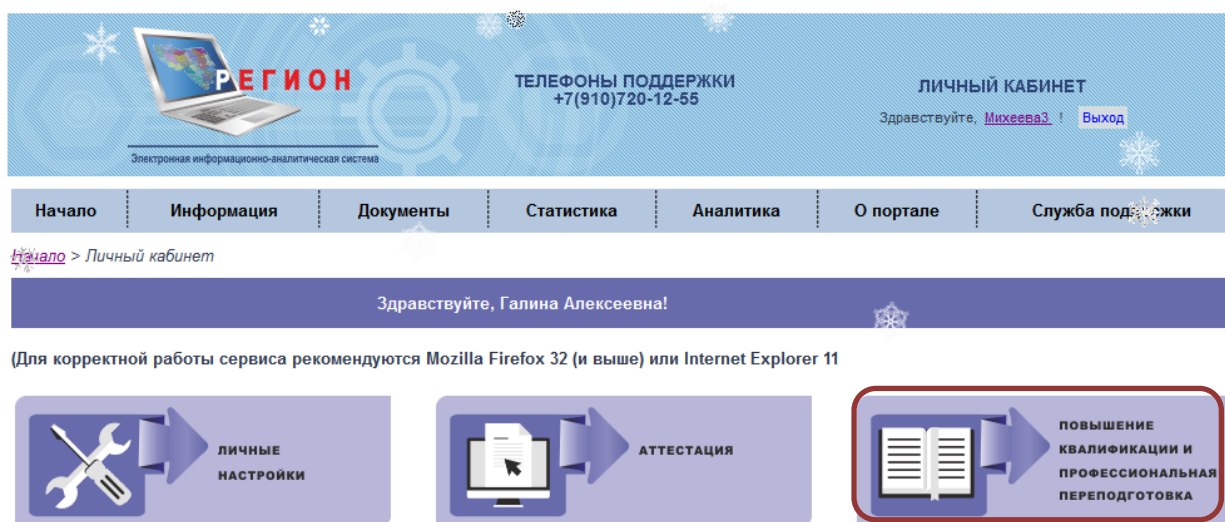 РЕГИОН
Электронная информационно-аналитическая система
ТЕЛЕФОНЫ ПОДДЕРЖКИ
+7(910)720-12-55
ЛИЧНЫЙ КАБИНЕТ
Здравствуйте, Михеева3 ! Выход
Начало Информация Документы Статистика Аналитика О портале Служба поддержки
Начало > Личный кабинет
Здравствуйте, Галина Алексеевна!
(Для корректной работы сервиса рекомендуются Mozilla Firefox 32 (и выше) или Internet Explorer 11
ЛИЧНЫЕ
НАСТРОЙКИ
АТТЕСТАЦИЯ
ПОВЫШЕНИЕ
КВАЛИФИКАЦИИ И
ПРОФЕССИОНАЛЬНАЯ
ПЕРЕПОДГОТОВКА